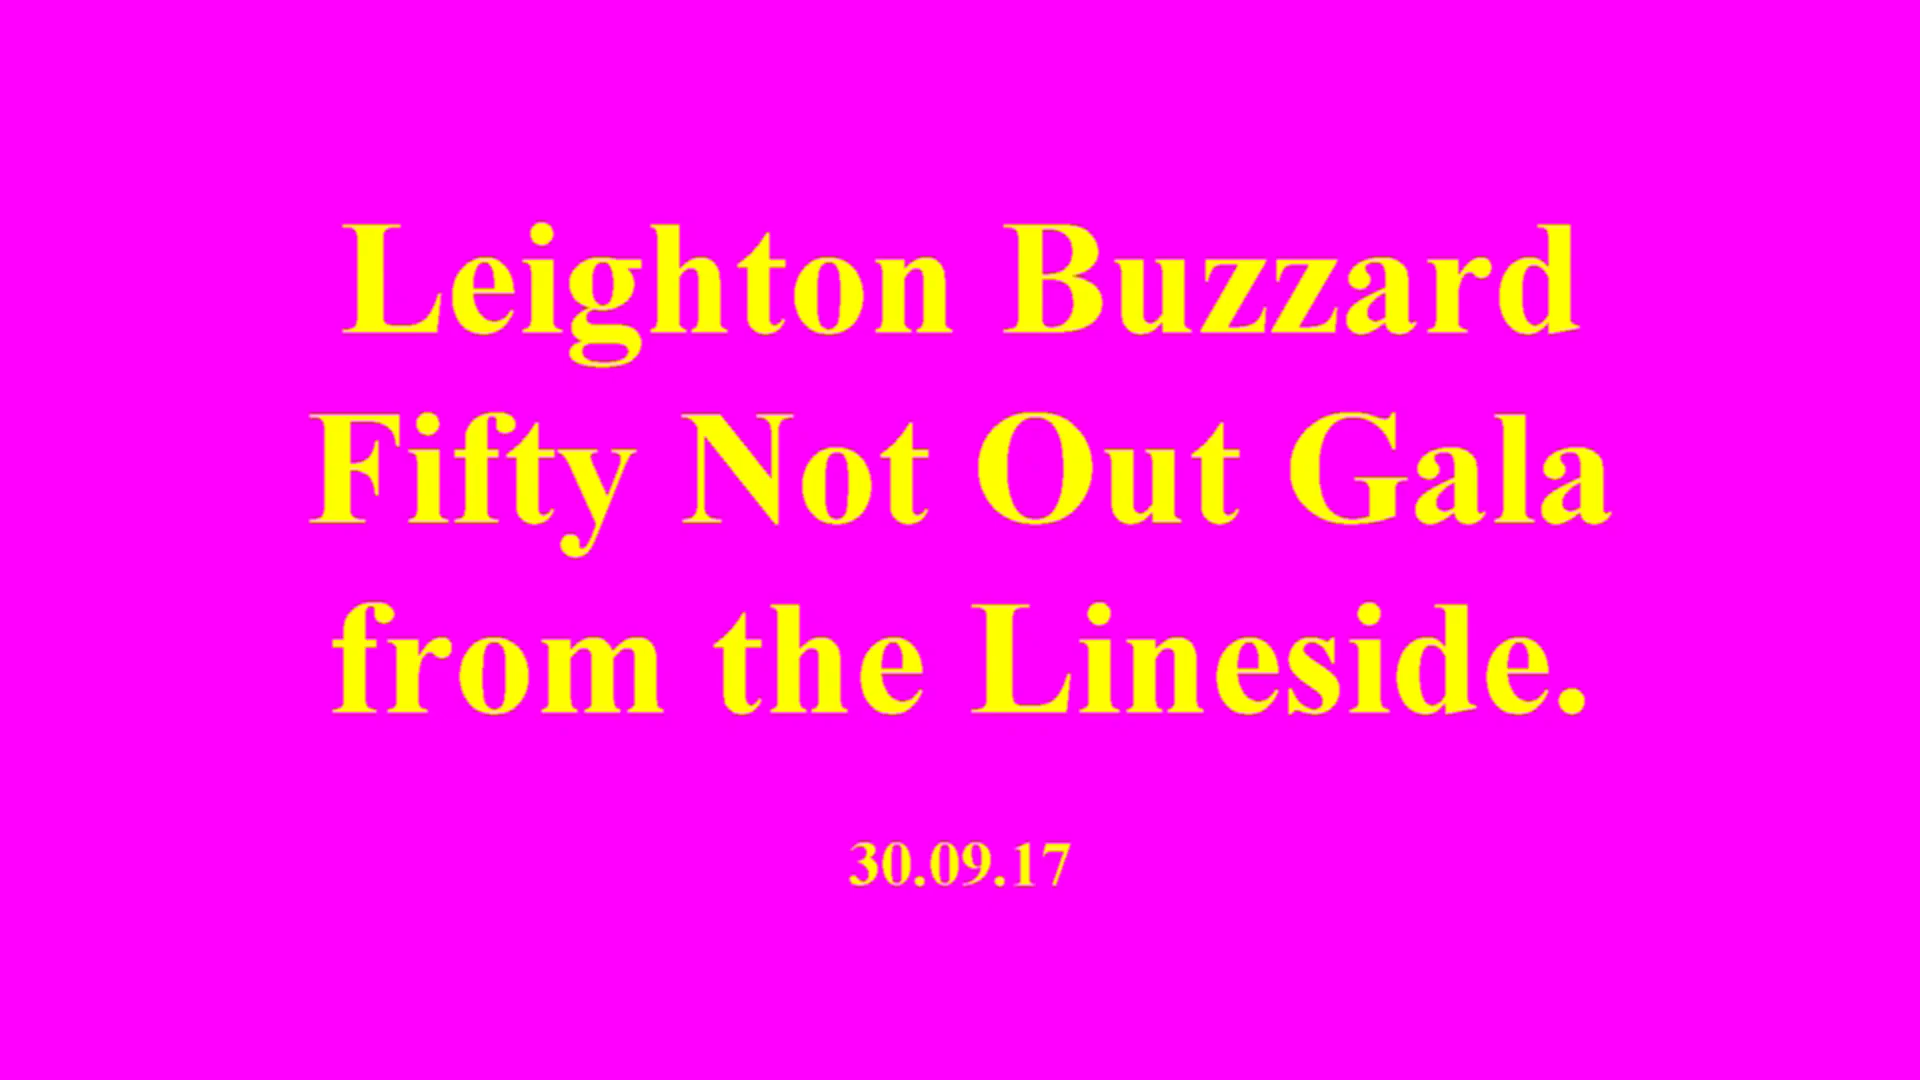 Leighton Buzzard
Fifty Not Out Gala
from the Lineside.
30.09.17